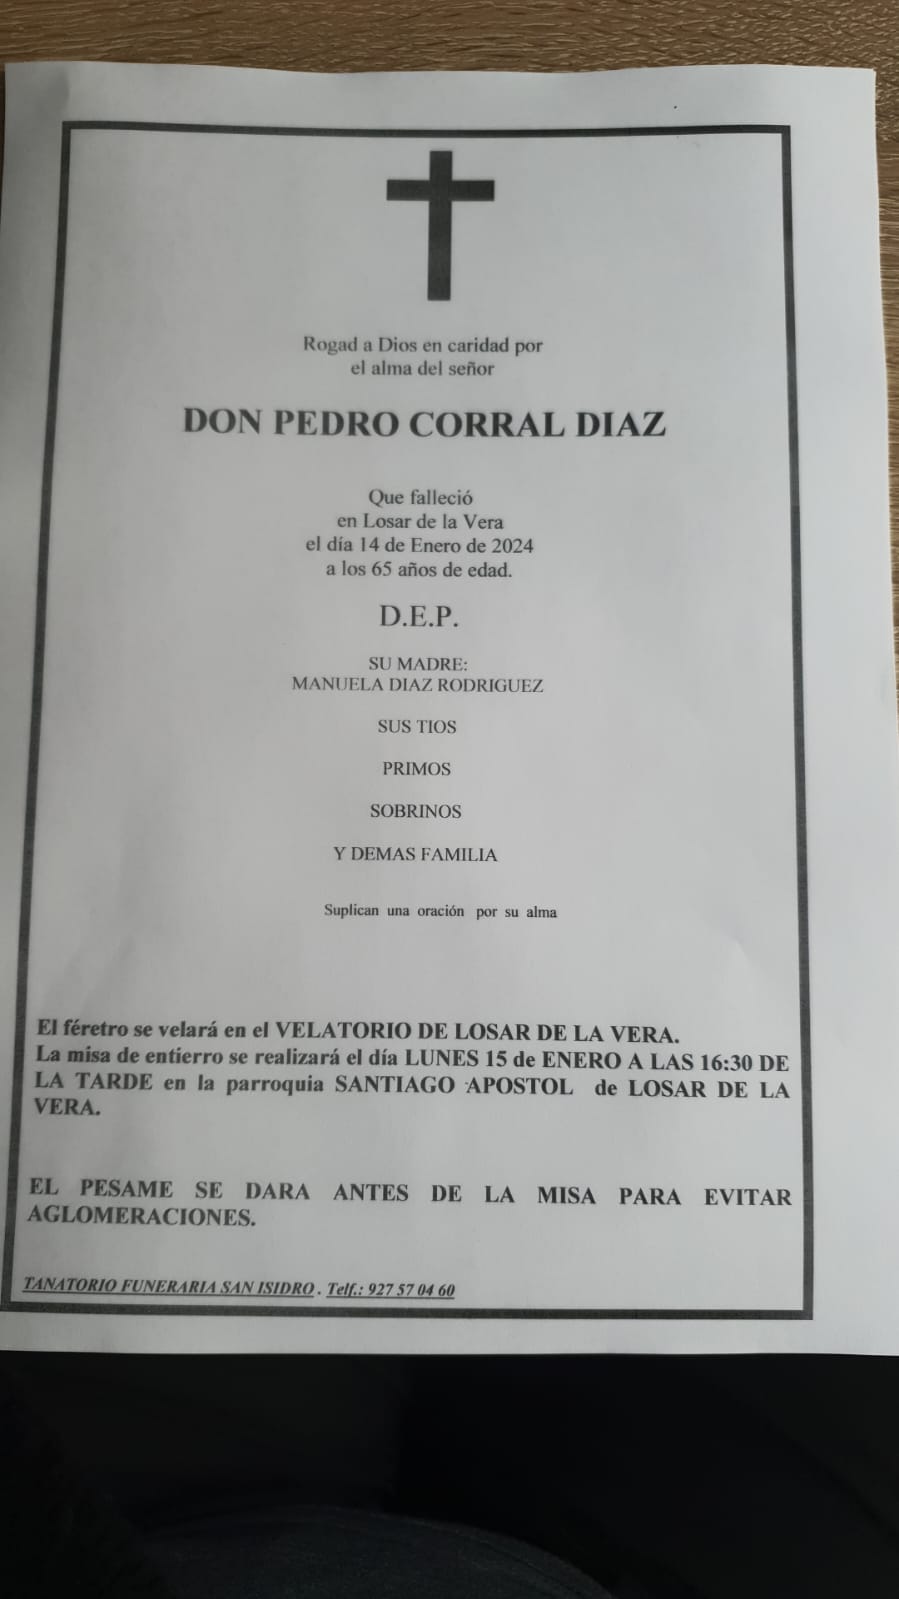 Rogad a Dios en caridad por
el alma del señor
DON PEDRO CORRAL DIAZ
Que falleció
en Losar de la Vera
el día 14 de Enero de 2024
a los 65 años de edad.
D.E.P.
SU MADRE:
MANUELA DIAZ RODRIGUEZ
SUS TIOS
PRIMOS
SOBRINOS
Y DEMAS FAMILIA
Suplican una oración por su alma
El féretro se velará en el VELATORIO DE LOSAR DE LA VERA.
La misa de entierro se realizará el día LUNES 15 de ENERO A LAS 16:30 DE
LA TARDE en la parroquia SANTIAGO APOSTOL de LOSAR DE LA
VERA.
EL PESAME SE DARA ANTES DE LA MISA PARA EVITAR
AGLOMERACIONES.
TANATORIO FUNERARIA SAN ISIDRO . Telf.: 927 57 04 60